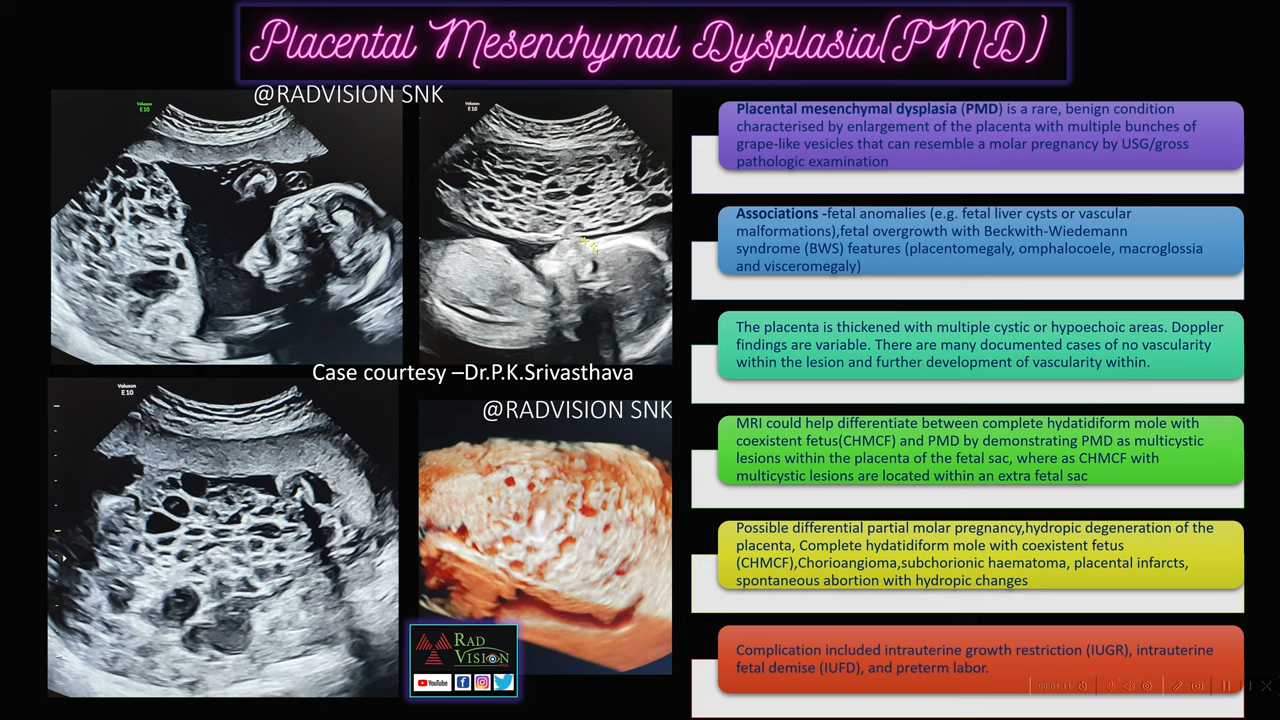 Placental Mesenchymal Dysplasia(PMD)
@RADVISION SNK
Voluson
E10
Voluson
E10
Case courtesy –Dr.P.K.Srivasthava
Voluson
E10
@RADVISION SNK
RAD
VISION
YouTube
Placental mesenchymal dysplasia (PMD) is a rare, benign condition
characterised by enlargement of the placenta with multiple bunches of
grape-like vesicles that can resemble a molar pregnancy by USG/gross
pathologic examination
Associations -fetal anomalies (e.g. fetal liver cysts or vascular
malformations),fetal overgrowth with Beckwith-Wiedemann
syndrome (BWS) features (placentomegaly, omphalocoele, macroglossia
and visceromegaly)
The placenta is thickened with multiple cystic or hypoechoic areas. Doppler
findings are variable. There are many documented cases of no vascularity
within the lesion and further development of vascularity within.
MRI could help differentiate between complete hydatidiform mole with
coexistent fetus(CHMCF) and PMD by demonstrating PMD as multicystic
lesions within the placenta of the fetal sac, where as CHMCF with
multicystic lesions are located within an extra fetal sac
Possible differential partial molar pregnancy,hydropic degeneration of the
placenta, Complete hydatidiform mole with coexistent fetus
(CHMCF),Chorioangioma,subchorionic haematoma, placental infarcts,
spontaneous abortion with hydropic changes
Complication included intrauterine growth restriction (IUGR), intrauterine
fetal demise (IUFD), and preterm labor.